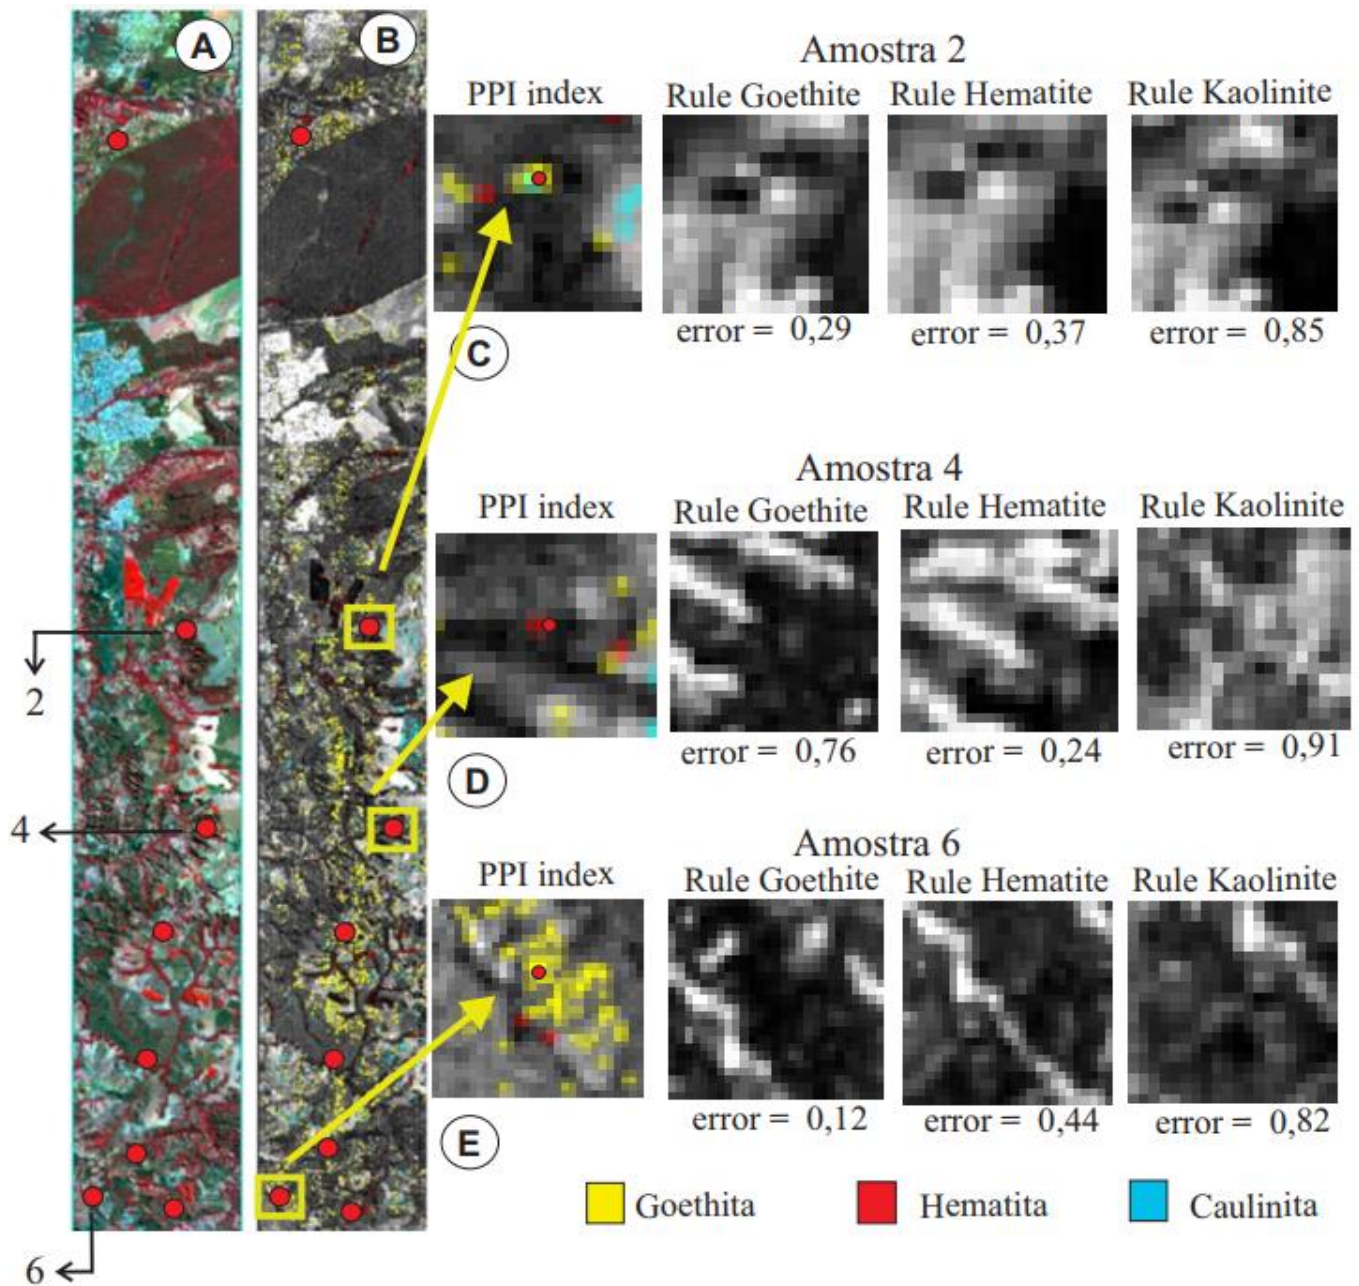 A
B
Amostra 2
PPI index
Rule Goethite
Rule Hematite
Rule Kaolinite
error = 0,29
error = 0,37
error = 0,85
C
Amostra 4
PPI index
Rule Goethite
Rule Hematite
Rule Kaolinite
error = 0,76
error = 0,24
error = 0,91
D
2
4
Amostra 6
PPI index
Rule Goethite
Rule Hematite
Rule Kaolinite
error = 0,12
error = 0,44
error = 0,82
E
Goethita
Hematita
Caulinita
6